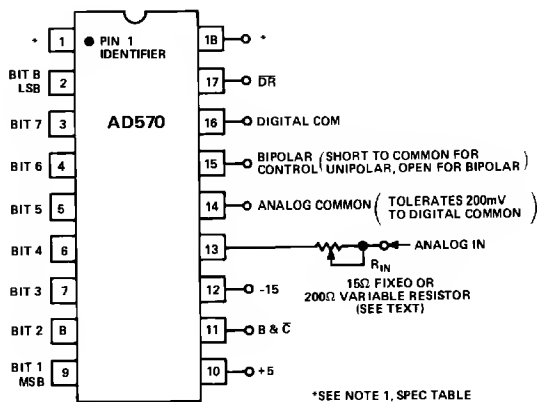 * 1 PIN 1 18 *
IDENTIFIER
BIT 8
LSB 2 17 D̅R̅
AD570
BIT 7 3 16 DIGITAL COM
BIT 6 4 15 BIPOLAR CONTROL (SHORT TO COMMON FOR
UNIPOLAR, OPEN FOR BIPOLAR)
BIT 5 5 14 ANALOG COMMON (TOLERATES 200mV
TO DIGITAL COMMON)
BIT 4 6 13 ANALOG IN
RIN
15Ω FIXEO OR
200Ω VARIABLE RESISTOR
(SEE TEXT)
BIT 3 7 12 -15
BIT 2 8 11 B & C̅
BIT 1
MSB 9 10 +5
*SEE NOTE 1, SPEC TABLE